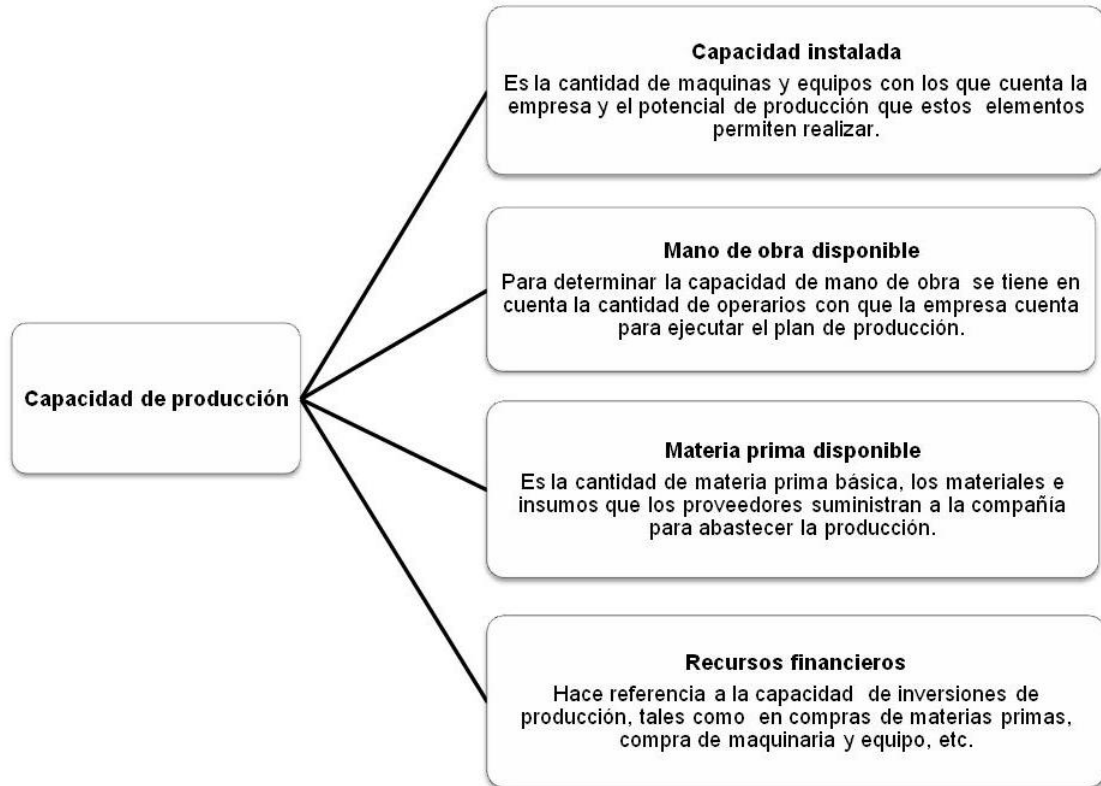 Capacidad instalada
Es la cantidad de maquinas y equipos con los que cuenta la
empresa y el potencial de producción que estos elementos
permiten realizar.
Mano de obra disponible
Para determinar la capacidad de mano de obra se tiene en
cuenta la cantidad de operarios con que la empresa cuenta
para ejecutar el plan de producción.
Capacidad de producción
Materia prima disponible
Es la cantidad de materia prima básica, los materiales e
insumos que los proveedores suministran a la compañía
para abastecer la producción.
Recursos financieros
Hace referencia a la capacidad de inversiones de
producción, tales como en compras de materias primas,
compra de maquinaria y equipo, etc.